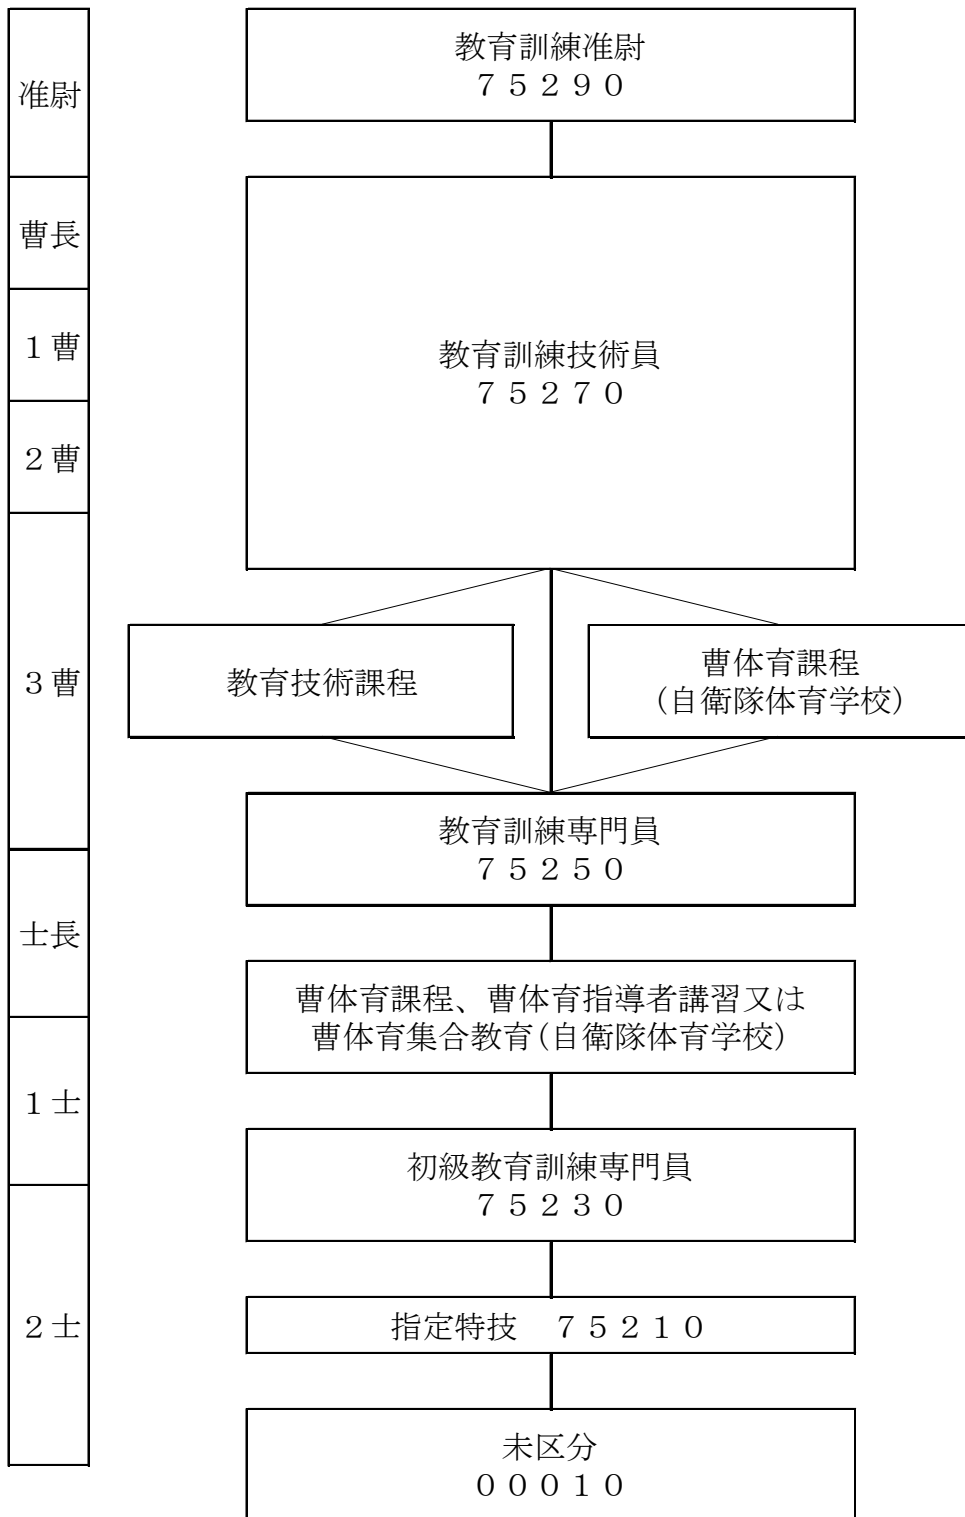 准尉
教育訓練准尉
７５２９０
曹長
１曹
２曹
教育訓練技術員
７５２７０
３曹
教育技術課程
曹体育課程
(自衛隊体育学校)
教育訓練専門員
７５２５０
士長
曹体育課程、曹体育指導者講習又は
曹体育集合教育(自衛隊体育学校)
１士
初級教育訓練専門員
７５２３０
２士
指定特技　７５２１０
未区分
０００１０